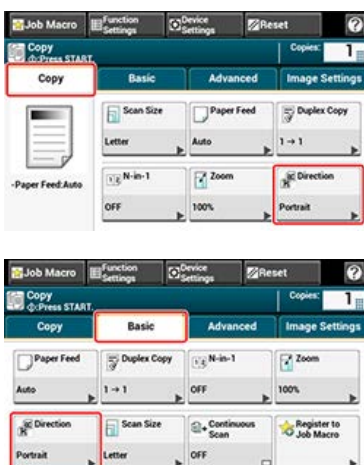 Job Macro Function Settings Device Settings Reset ?
Copy Copies: 1
:Press START.
Copy Basic Advanced Image Settings
Scan Size Paper Feed Duplex Copy
Letter Auto 1→1
-Paper Feed:Auto
N-in-1 Zoom Direction
OFF 100% Portrait
Job Macro Function Settings Device Settings Reset ?
Copy Copies: 1
:Press START.
Copy Basic Advanced Image Settings
Paper Feed Duplex Copy N-in-1 Zoom
Auto 1→1 OFF 100%
Direction Scan Size Continuous Scan Register to Job Macro
Portrait Letter OFF